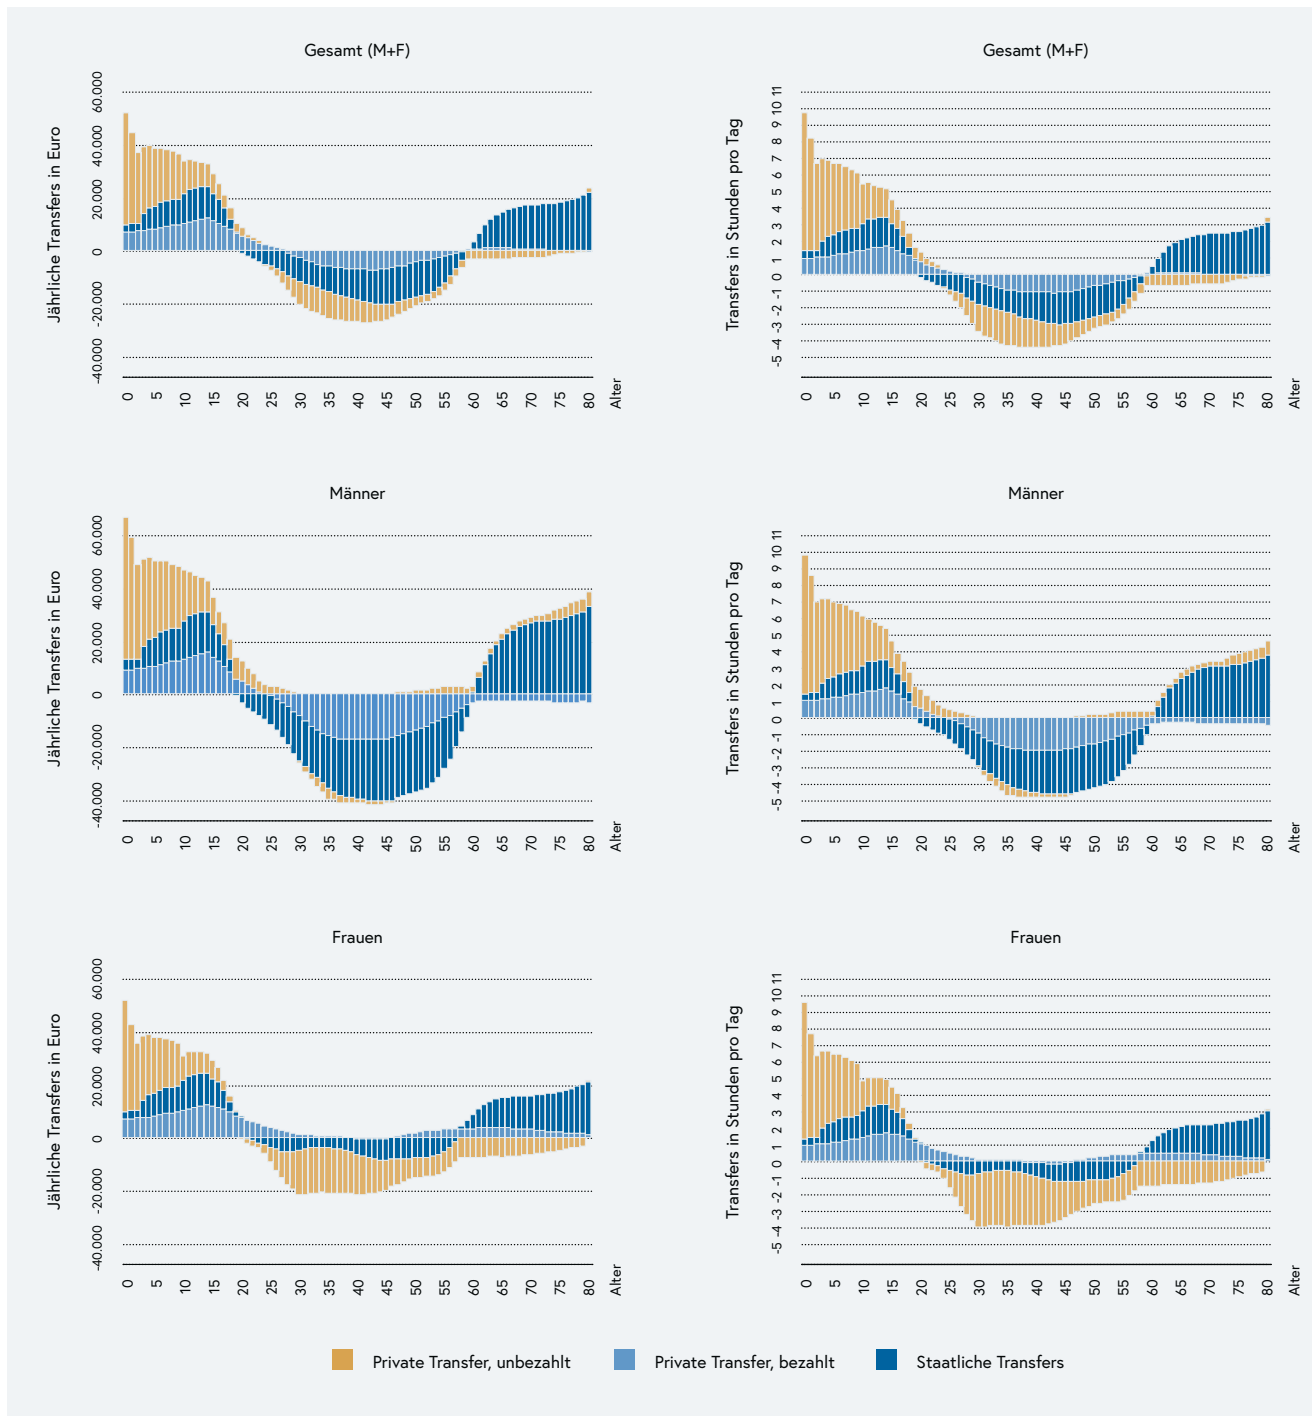 Gesamt (M+F)
Jährliche Transfers in Euro
60.000
40.000
20.000
0
-20.000
-40.000
0 5 10 15 20 25 30 35 40 45 50 55 60 65 70 75 80
Alter
Gesamt (M+F)
Transfers in Stunden pro Tag
11
10
9
8
7
6
5
4
3
2
1
0
-1
-2
-3
-4
-5
0 5 10 15 20 25 30 35 40 45 50 55 60 65 70 75 80
Alter
Männer
Jährliche Transfers in Euro
60.000
40.000
20.000
0
-20.000
-40.000
0 5 10 15 20 25 30 35 40 45 50 55 60 65 70 75 80
Alter
Männer
Transfers in Stunden pro Tag
11
10
9
8
7
6
5
4
3
2
1
0
-1
-2
-3
-4
-5
0 5 10 15 20 25 30 35 40 45 50 55 60 65 70 75 80
Alter
Frauen
Jährliche Transfers in Euro
60.000
40.000
20.000
0
-20.000
-40.000
0 5 10 15 20 25 30 35 40 45 50 55 60 65 70 75 80
Alter
Frauen
Transfers in Stunden pro Tag
11
10
9
8
7
6
5
4
3
2
1
0
-1
-2
-3
-4
-5
0 5 10 15 20 25 30 35 40 45 50 55 60 65 70 75 80
Alter
Private Transfer, unbezahlt
Private Transfer, bezahlt
Staatliche Transfers